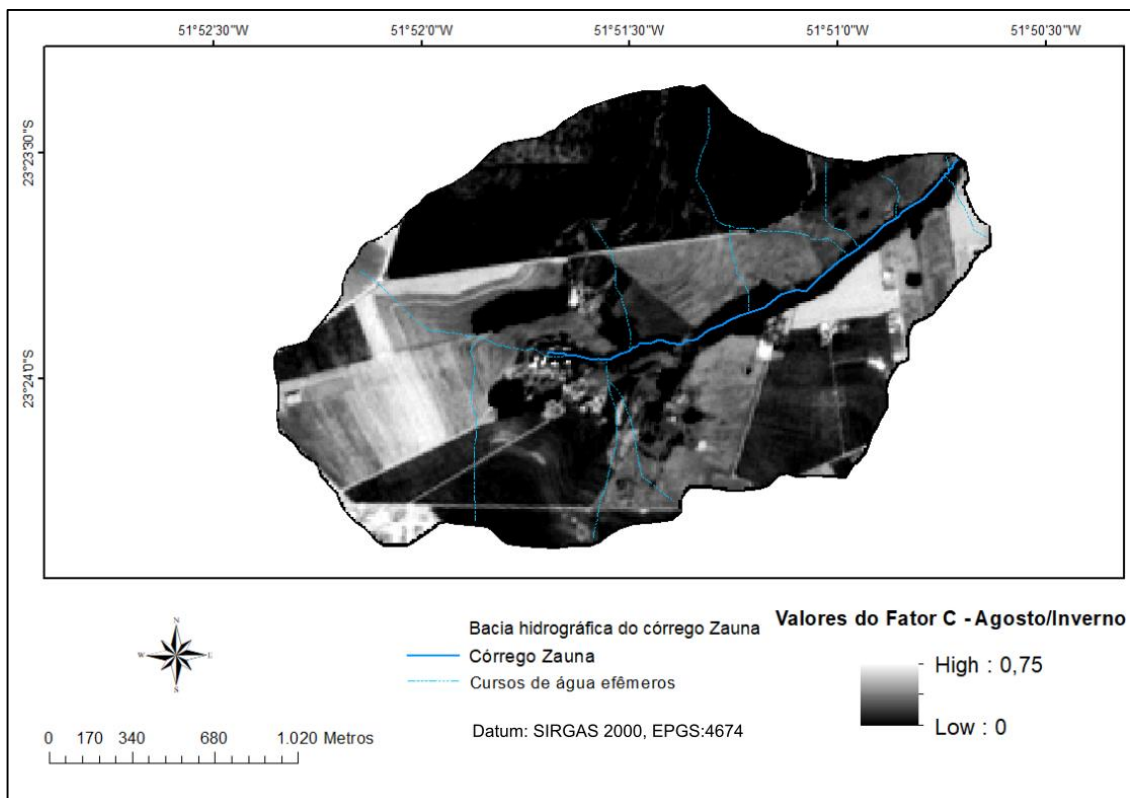 51°52'30"W 51°52'0"W 51°51'30"W 51°51'0"W 51°50'30"W
23°23'30"S
23°24'0"S
N
W E
S
0 170 340 680 1.020 Metros
Bacia hidrográfica do córrego Zauna
Córrego Zauna
Cursos de água efêmeros
Datum: SIRGAS 2000, EPGS:4674
Valores do Fator C - Agosto/Inverno
High : 0,75
Low : 0